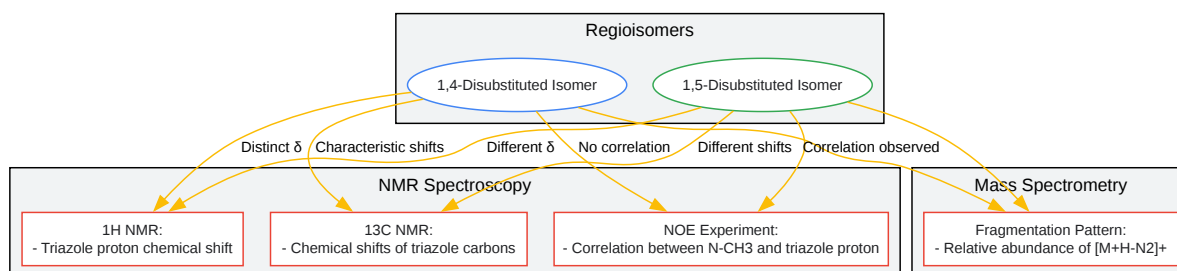 Regioisomers
1,4-Disubstituted Isomer
1,5-Disubstituted Isomer
Distinct δ
Characteristic shifts
Different δ
No correlation
Different shifts
Correlation observed
NMR Spectroscopy
Mass Spectrometry
1H NMR:
- Triazole proton chemical shift
13C NMR:
- Chemical shifts of triazole carbons
NOE Experiment:
- Correlation between N-CH3 and triazole proton
Fragmentation Pattern:
- Relative abundance of [M+H-N2]+